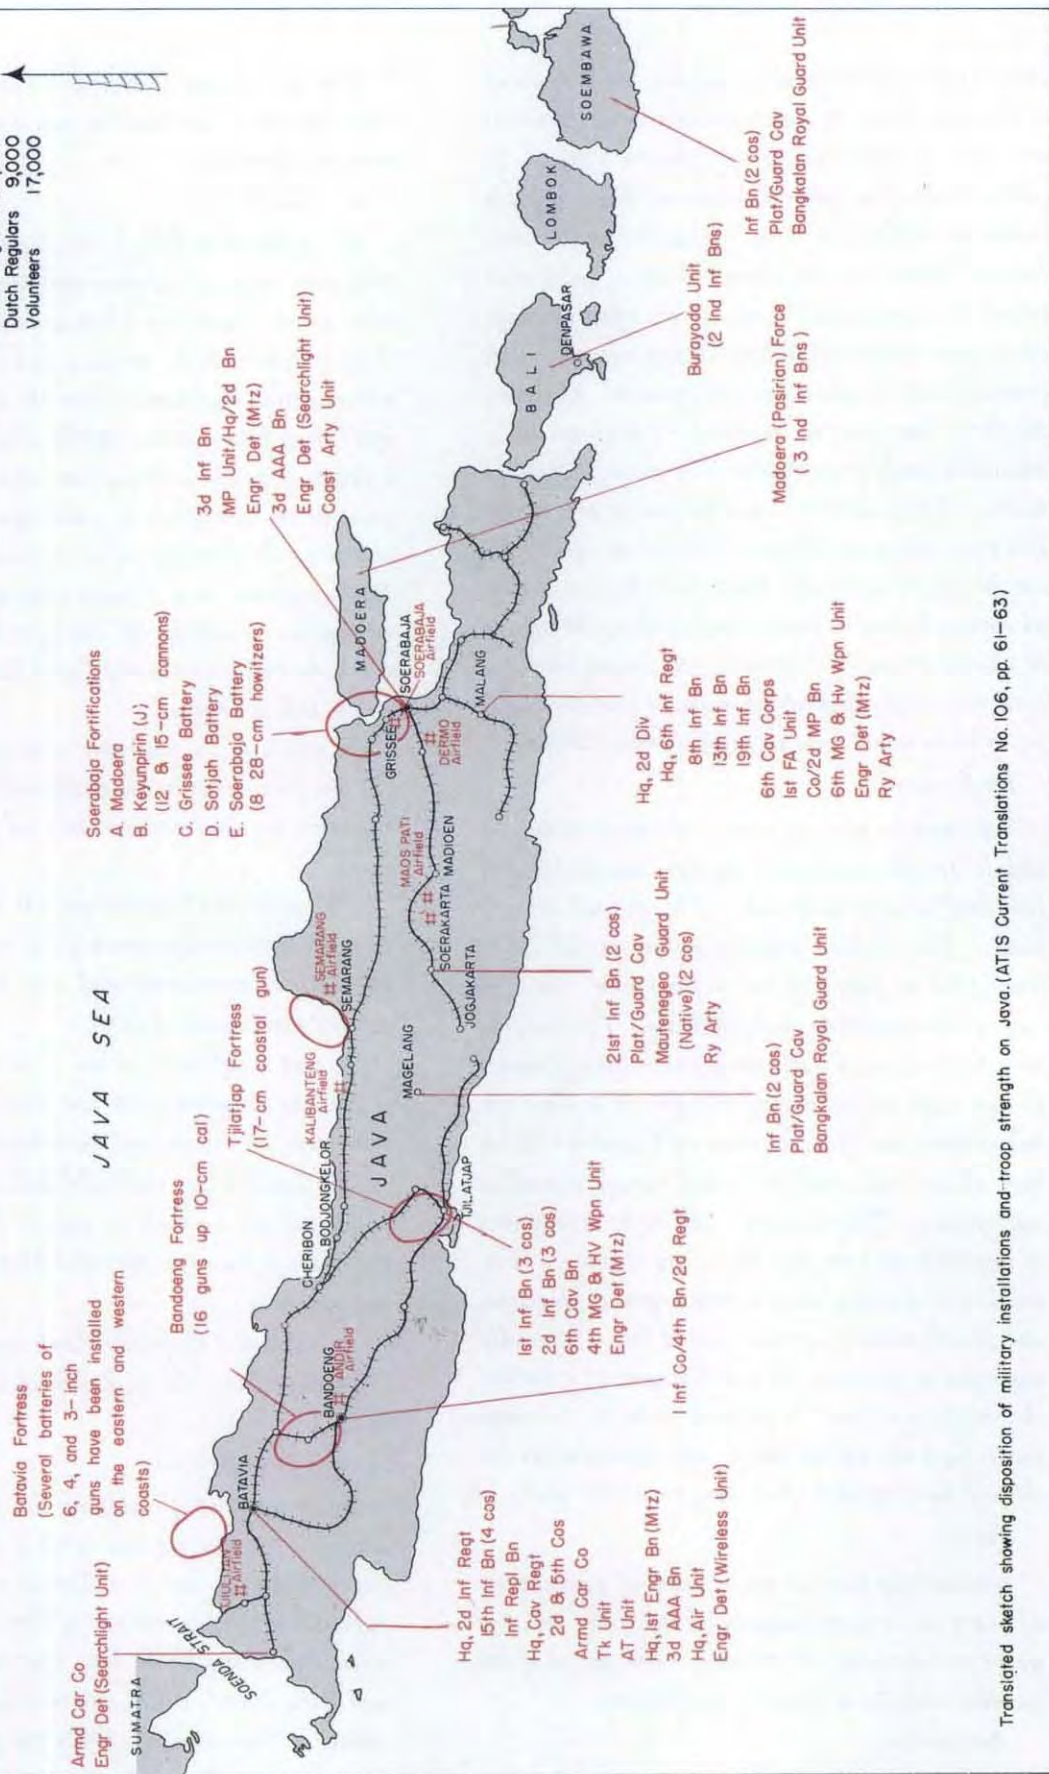 Dutch Regulars 9,000
Volunteers 17,000
JAVA SEA
Armd Car Co
Engr Det (Searchlight Unit)
Batavia Fortress
(Several batteries of
6, 4, and 3-inch
guns have been installed
on the eastern and western
coasts)
Bandoeng Fortress
(16 guns up 10-cm cal)
Tjilatjap Fortress
(17-cm coastal gun)
Soerabaja Fortifications
A. Madoera
B. Keyunpirin (J)
(12 & 15-cm cannons)
C. Grissee Battery
D. Sotjah Battery
E. Soerabaja Battery
(8 28-cm howitzers)
3d Inf Bn
MP Unit/Hq/2d Bn
Engr Det (Mtz)
3d AAA Bn
Engr Det (Searchlight Unit)
Coast Arty Unit
SUMATRA
SOENDA STRAIT
Airfield
BATAVIA
BANDOENG
ANDIR
Airfield
CHERIBON
BODJONGKELOR
KALIBANTENG
Airfield
SEMARANG
Airfield
SEMARANG
JAVA
MAGELANG
TJILATJAP
JOGJAKARTA
SOERAKARTA
MADIOEN
MAOS PATI
Airfield
GRISSEE
DERMO
Airfield
SOERABAJA
SOERABAJA
Airfield
MALANG
MADOERA
BALI
DENPASAR
LOMBOK
SOEMBAWA
Hq, 2d Inf Regt
15th Inf Bn (4 cos)
Inf Repl Bn
Hq, Cav Regt
2d & 5th Cos
Armd Car Co
Tk Unit
AT Unit
Hq, 1st Engr Bn (Mtz)
3d AAA Bn
Hq, Air Unit
Engr Det (Wireless Unit)
1 Inf Co/4th Bn/2d Regt
1st Inf Bn (3 cos)
2d Inf Bn (3 cos)
6th Cav Bn
4th MG & HV Wpn Unit
Engr Det (Mtz)
Inf Bn (2 cos)
Plat/Guard Cav
Bangkalan Royal Guard Unit
21st Inf Bn (2 cos)
Plat/Guard Cav
Mautenegeo Guard Unit
(Native) (2 cos)
Ry Arty
Hq, 2d Div
Hq, 6th Inf Regt
8th Inf Bn
13th Inf Bn
19th Inf Bn
6th Cav Corps
1st FA Unit
Co/2d MP Bn
6th MG & Hv Wpn Unit
Engr Det (Mtz)
Ry Arty
Madoera (Pasirian) Force
(3 Ind Inf Bns)
Burayoda Unit
(2 Ind Inf Bns)
Inf Bn (2 cos)
Plat/Guard Cav
Bangkalan Royal Guard Unit
Translated sketch showing disposition of military installations and troop strength on Java. (ATIS Current Translations No. 106, pp. 61-63)